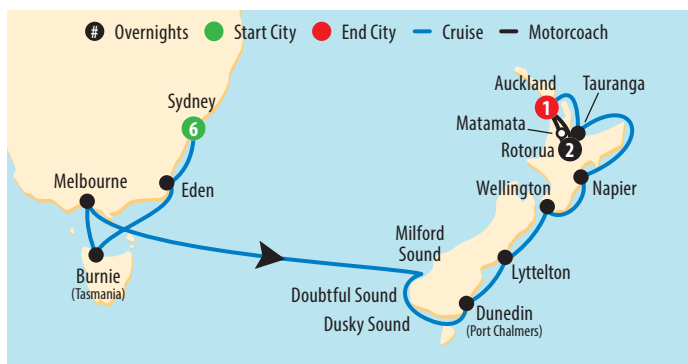 # Overnights Start City End City Cruise Motorcoach
Sydney
6
Eden
Melbourne
Burnie
(Tasmania)
Auckland
1
Tauranga
Matamata
Rotorua
2
Napier
Wellington
Milford
Sound
Lyttelton
Doubtful Sound
Dusky Sound
Dunedin
(Port Chalmers)